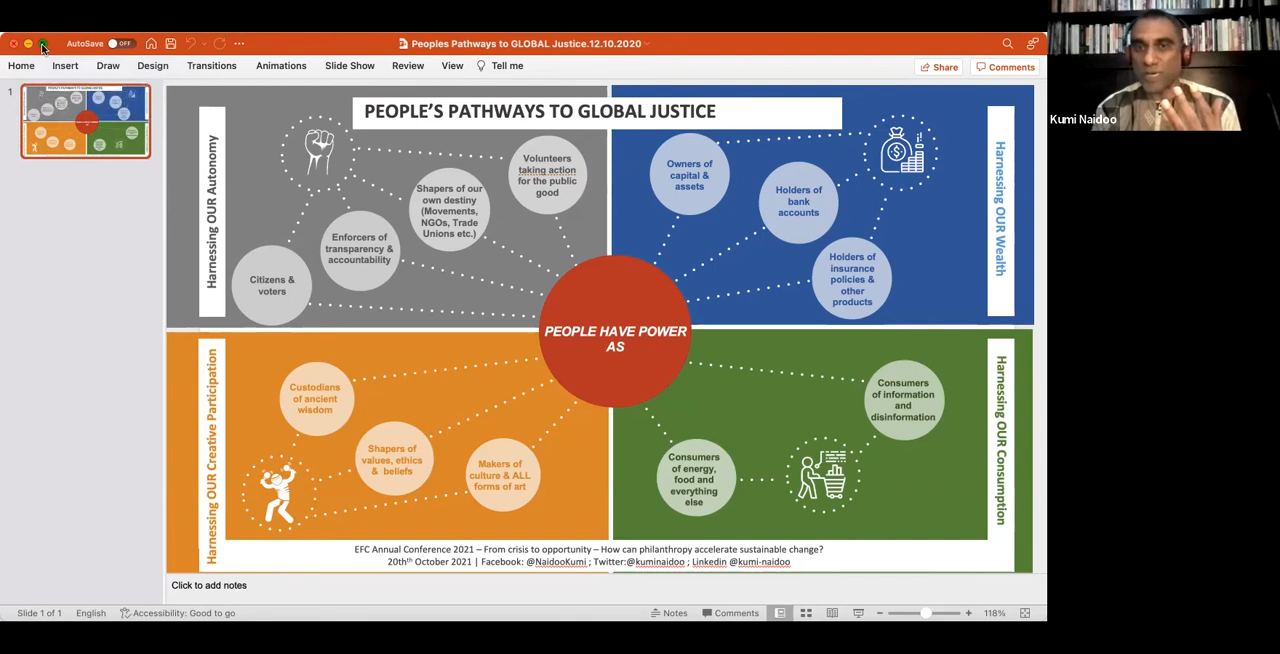 AutoSave OFF
Peoples Pathways to GLOBAL Justice.12.10.2020
Home Insert Draw Design Transitions Animations Slide Show Review View Tell me
Share Comments
1
PEOPLE'S PATHWAYS TO GLOBAL JUSTICE
Harnessing OUR Autonomy
Volunteers
taking action
for the public
good
Shapers of our
own destiny
(Movements,
NGOs, Trade
Unions etc.)
Enforcers of
transparency &
accountability
Citizens &
voters
Owners of
capital &
assets
Holders of
bank
accounts
Holders of
insurance
policies &
other
products
Harnessing OUR Wealth
PEOPLE HAVE POWER
AS
Harnessing OUR Creative Participation
Custodians
of ancient
wisdom
Shapers of
values, ethics
& beliefs
Makers of
culture & ALL
forms of art
Consumers
of information
and
disinformation
Consumers
of energy,
food and
everything
else
Harnessing OUR Consumption
EFC Annual Conference 2021 – From crisis to opportunity – How can philanthropy accelerate sustainable change?
20thth October 2021 | Facebook: @NaidooKumi ; Twitter:@kuminaidoo ; Linkedin @kumi-naidoo
Click to add notes
Slide 1 of 1 English Accessibility: Good to go Notes Comments 118%
Kumi Naidoo